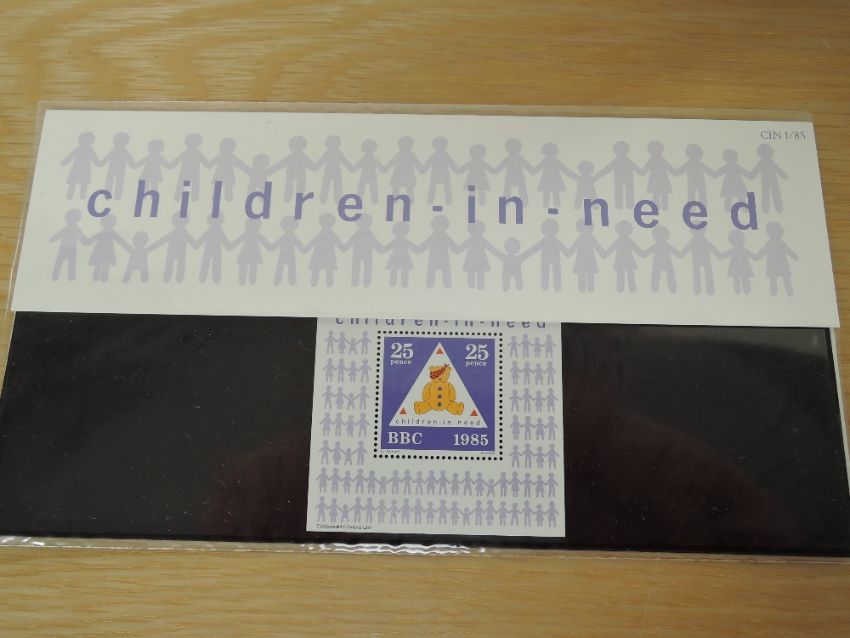 CIN 1/85
children-in-need
children-in-need
25 25
pence pence
children-in need
BBC 1985